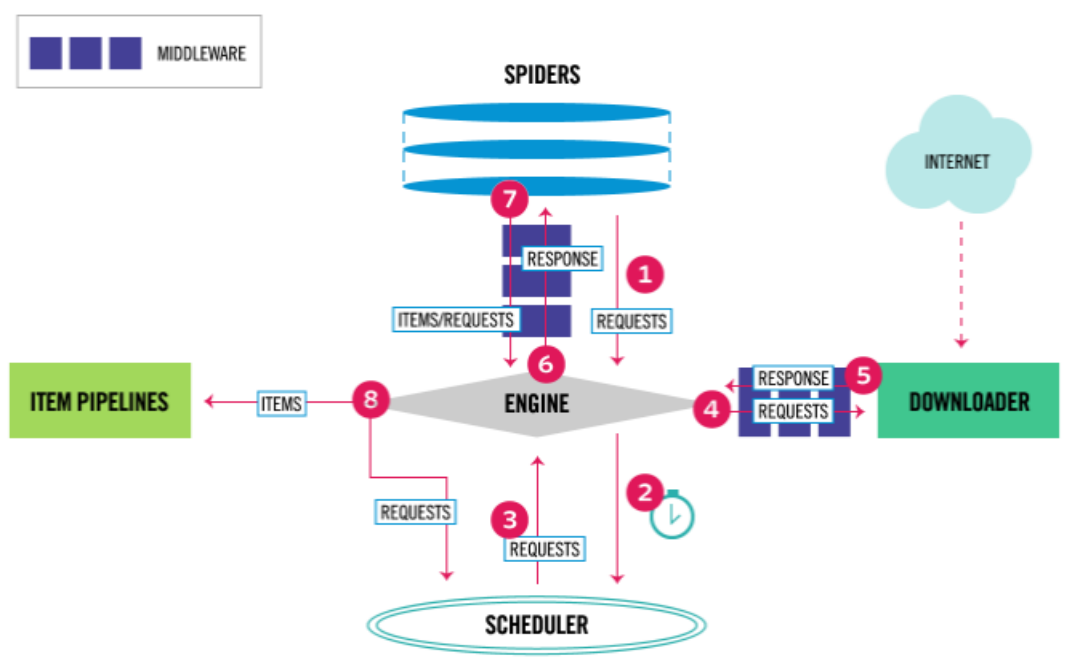 MIDDLEWARE
SPIDERS
INTERNET
7
RESPONSE
1
ITEMS/REQUESTS
REQUESTS
6
5
RESPONSE
ITEM PIPELINES
ITEMS
8
ENGINE
4
REQUESTS
DOWNLOADER
2
REQUESTS
3
REQUESTS
SCHEDULER